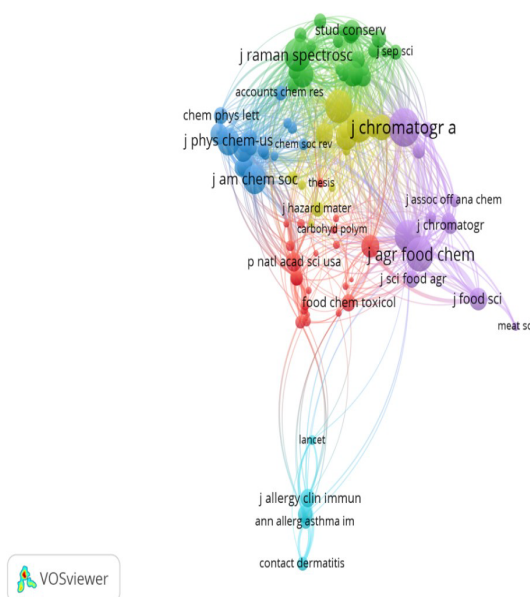 stud conserv
j raman spectrosc
j sep sci
accounts chem res
chem phys lett
j chromatogr a
j phys chem-us
chem soc rev
j am chem soc
thesis
j assoc off ana chem
j hazard mater
j chromatogr
carbohyd polym
j agr food chem
p natl acad sci usa
j sci food agr
food chem toxicol
j food sci
meat sc
lancet
j allergy clin immun
ann allerg asthma im
contact dermatitis
VOSviewer